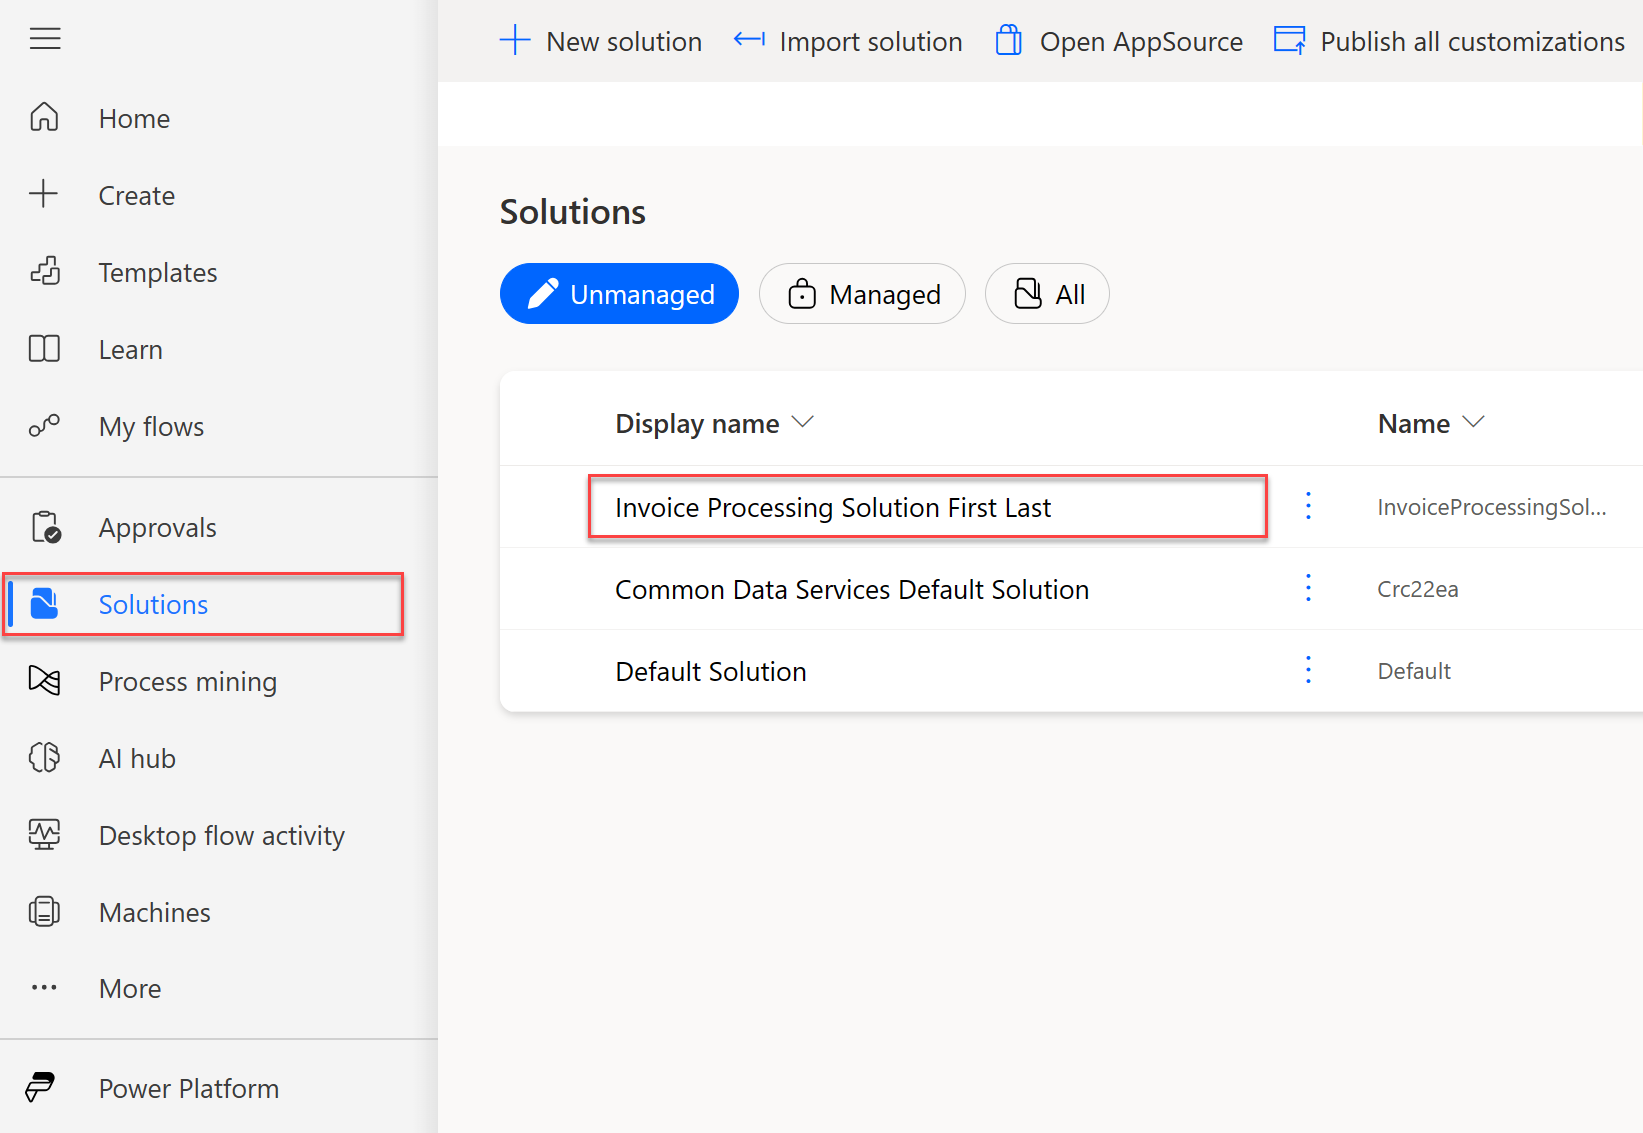 New solution
Import solution
Open AppSource
Publish all customizations
Home
Create
Templates
Learn
My flows
Approvals
Solutions
Process mining
AI hub
Desktop flow activity
Machines
More
Power Platform
Solutions
Unmanaged
Managed
All
Display name
Name
Invoice Processing Solution First Last
InvoiceProcessingSol...
Common Data Services Default Solution
Crc22ea
Default Solution
Default